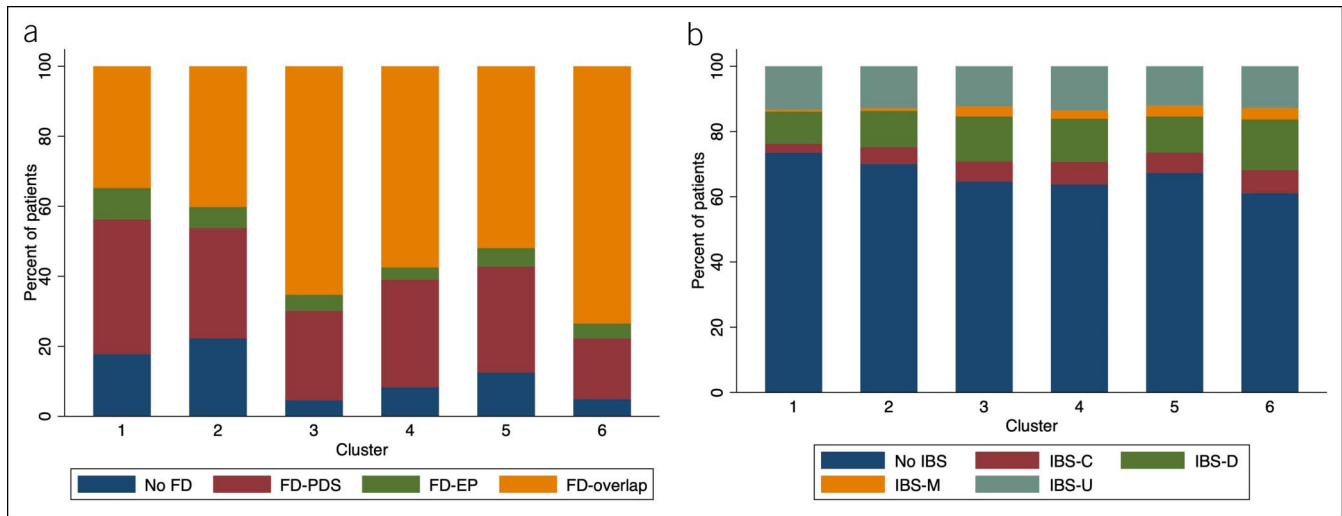 a
Percent of patients
100
80
60
40
20
0
1 2 3 4 5 6
Cluster
No FD FD-PDS FD-EP FD-overlap
b
Percent of patients
100
80
60
40
20
0
1 2 3 4 5 6
Cluster
No IBS IBS-C IBS-D
IBS-M IBS-U